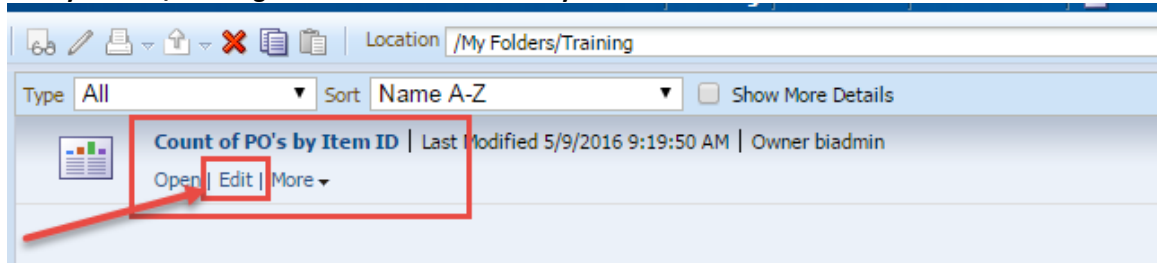 Location /My Folders/Training
Type All Sort Name A-Z Show More Details
Count of PO's by Item ID | Last Modified 5/9/2016 9:19:50 AM | Owner biadmin
Open | Edit | More